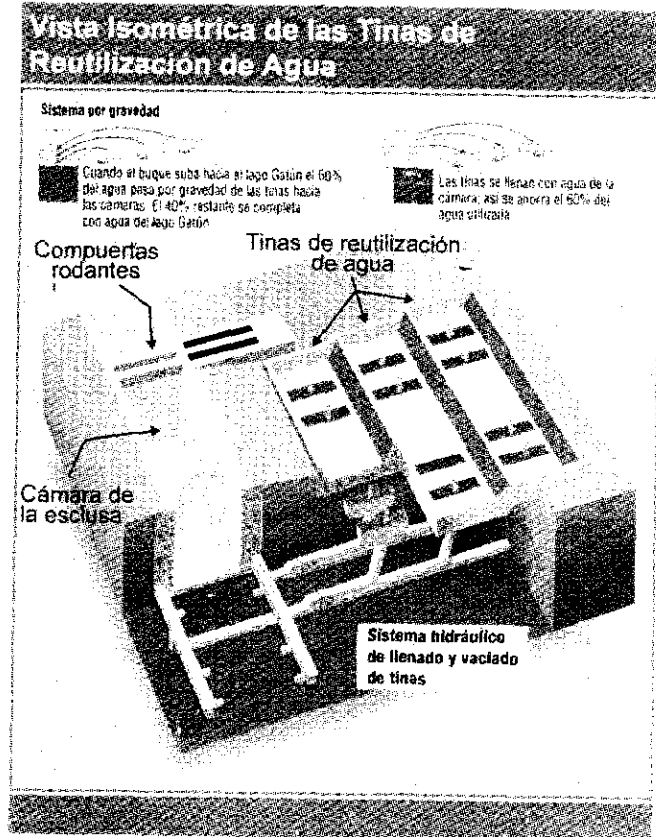 Vista Isométrica de las Tinas de
Reutilización de Agua
Sistema por gravedad
Cuando el buque suba hacia el lago Gatún el 60%
del agua pasa por gravedad de las tinas hacia
las cámaras. El 40% restante se completa
con agua del lago Gatún
Las tinas se llenan con agua de la
cámara; así se ahorra el 60% del
agua utilizada
Compuertas
rodantes
Tinas de reutilización
de agua
Cámara de
la esclusa
Sistema hidráulico
de llenado y vaciado
de tinas